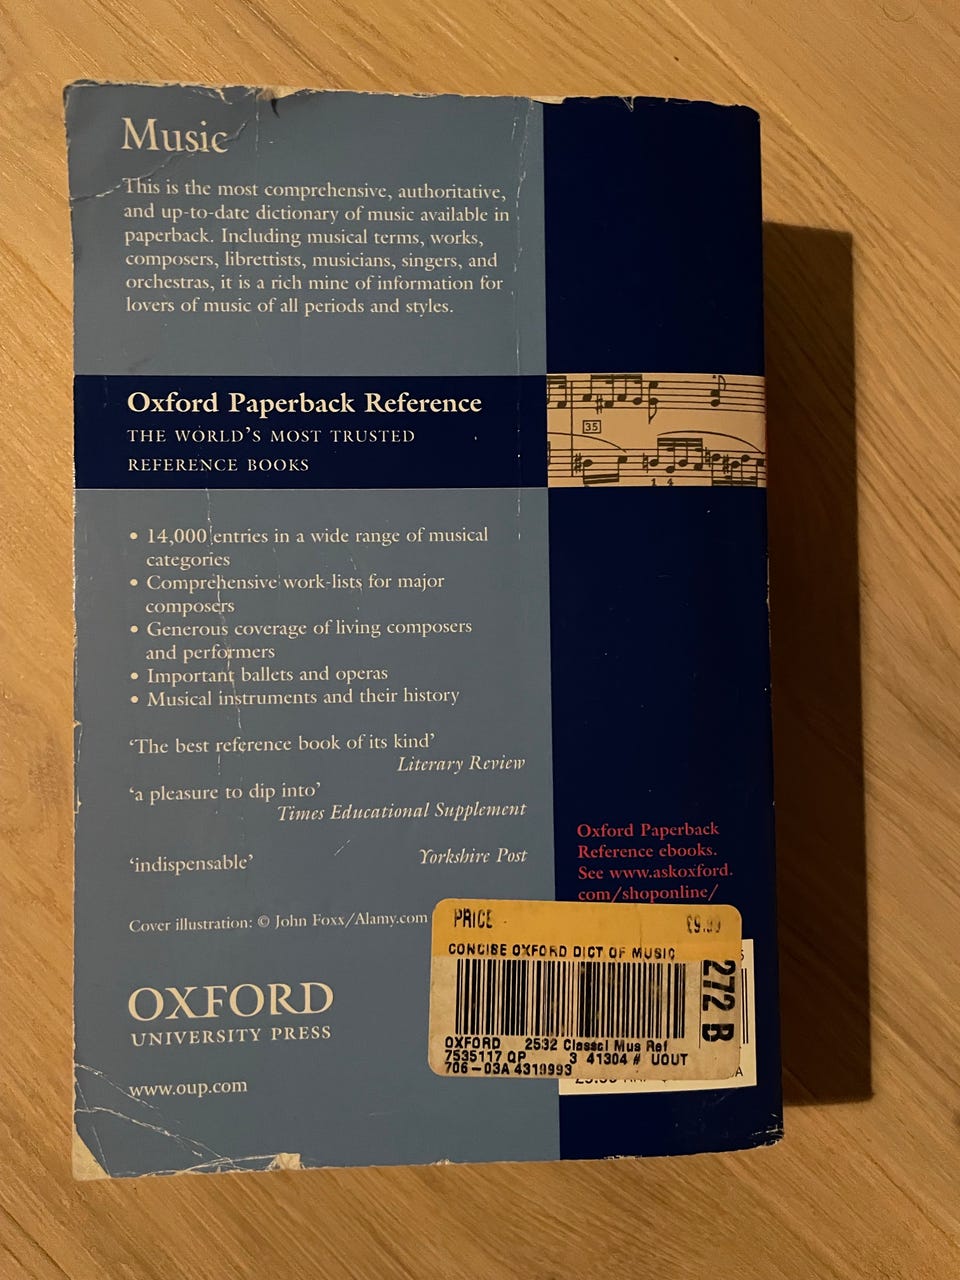 Music
This is the most comprehensive, authoritative,
and up-to-date dictionary of music available in
paperback. Including musical terms, works,
composers, librettists, musicians, singers, and
orchestras, it is a rich mine of information for
lovers of music of all periods and styles.
Oxford Paperback Reference
THE WORLD'S MOST TRUSTED
REFERENCE BOOKS
35
1 4
• 14,000 entries in a wide range of musical
categories
• Comprehensive work-lists for major
composers
• Generous coverage of living composers
and performers
• Important ballets and operas
• Musical instruments and their history
‘The best reference book of its kind’
Literary Review
‘a pleasure to dip into’
Times Educational Supplement
‘indispensable’ Yorkshire Post
Cover illustration: © John Foxx/Alamy.com
OXFORD
UNIVERSITY PRESS
www.oup.com
Oxford Paperback
Reference ebooks.
See www.askoxford.
com/shoponline/
PRICE £9.99
CONCISE OXFORD DICT OF MUSIC
272 B
OXFORD 2532 Classcl Mus Ref
7535117 QP 3 41304 # UOUT
706-03A 4319993